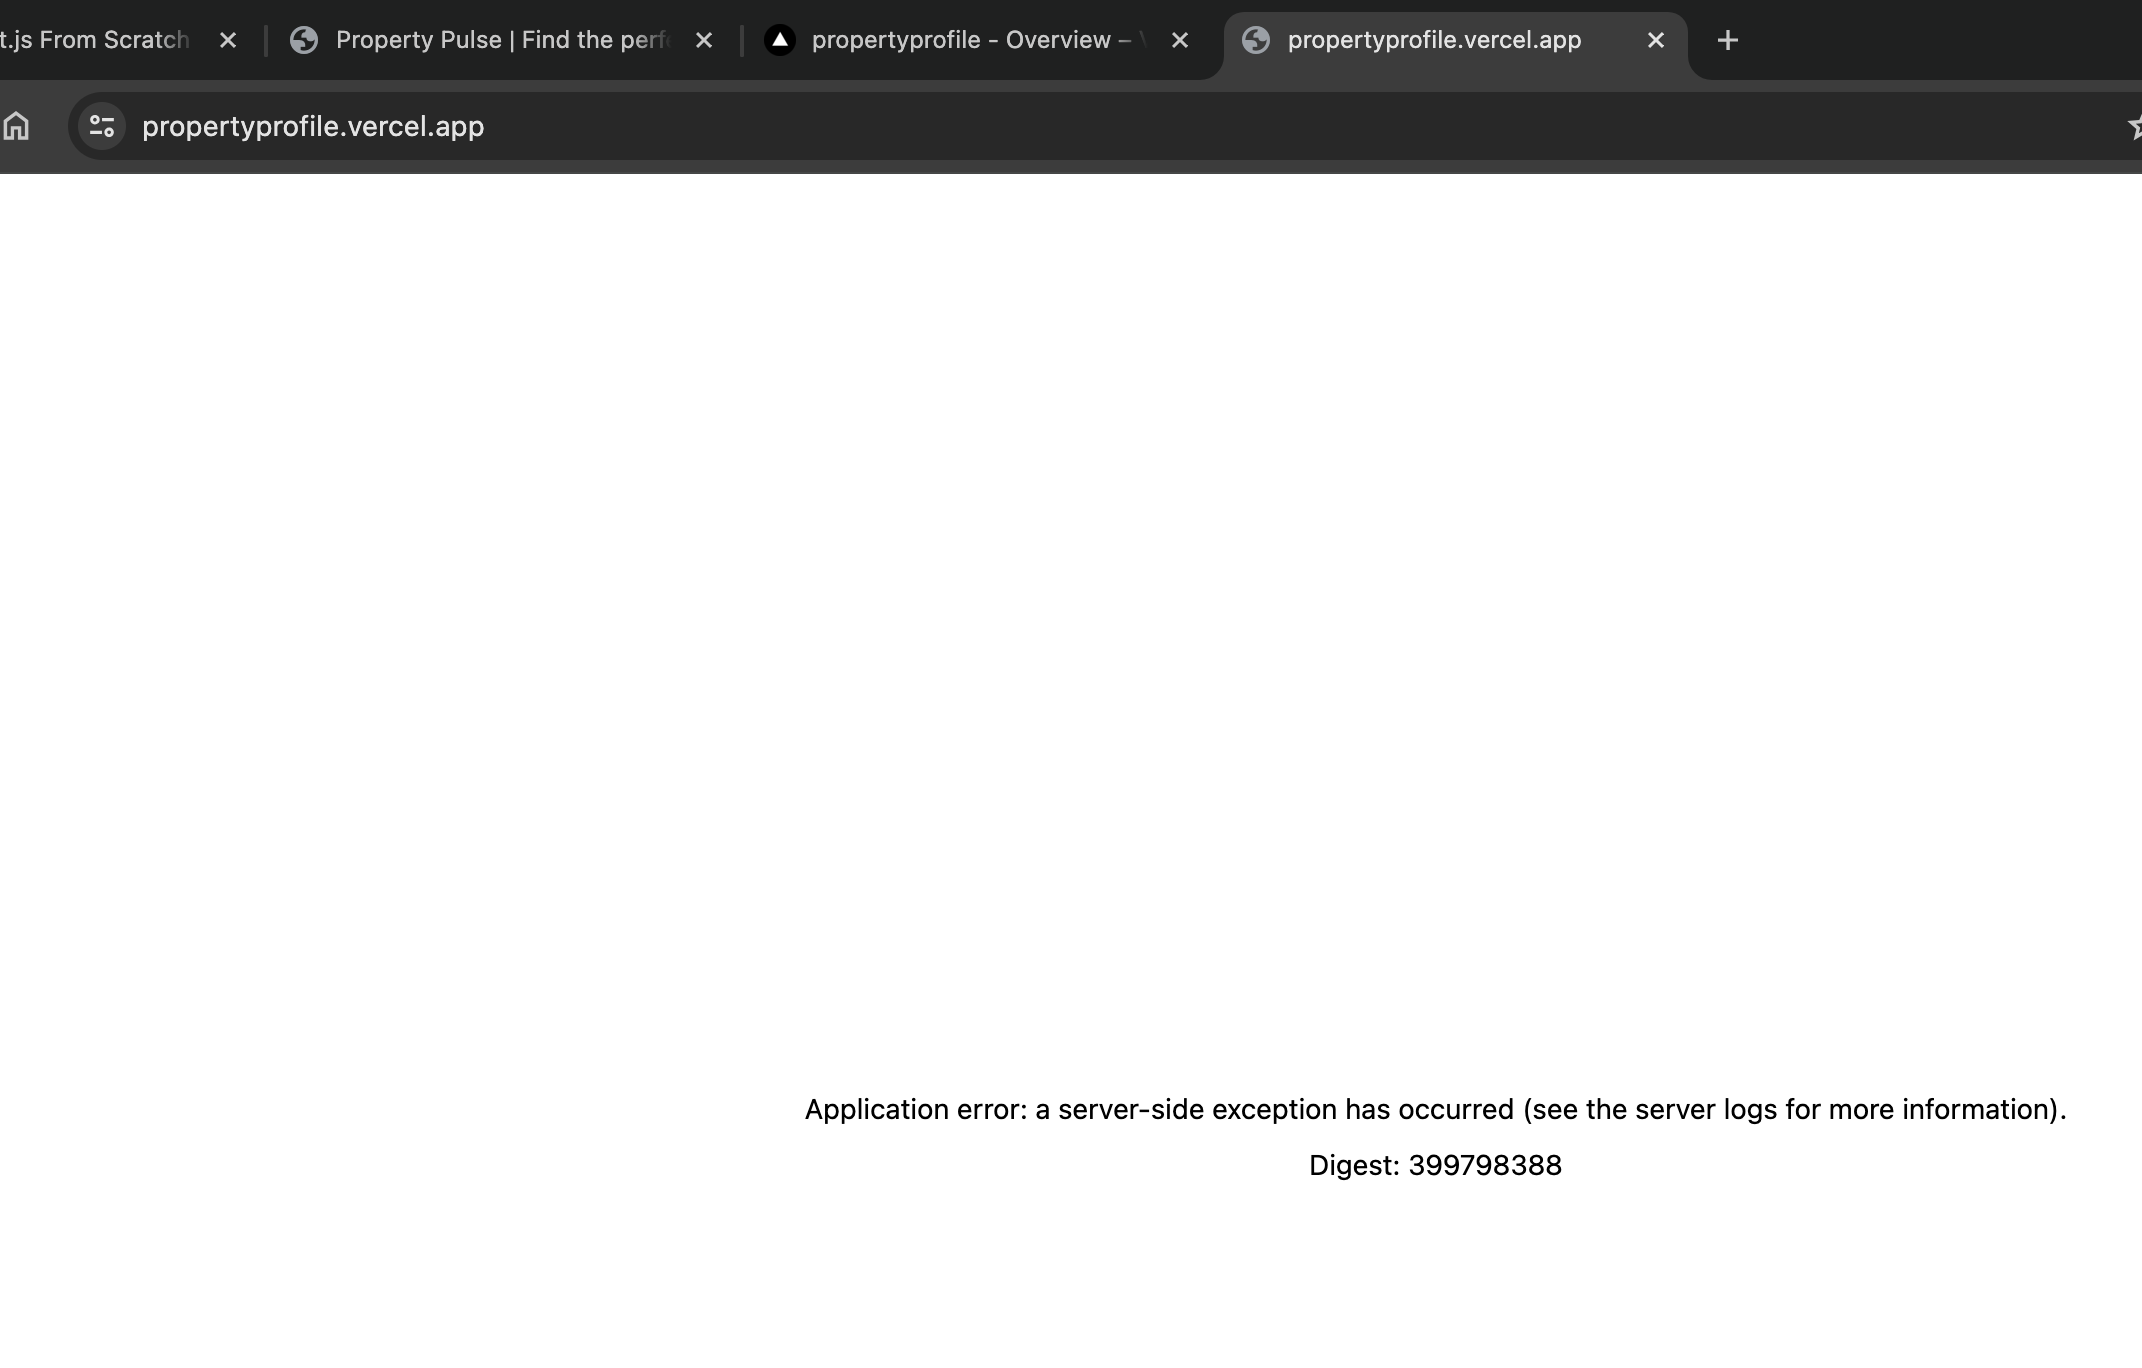 t.js From Scratch
Property Pulse | Find the perf
propertyprofile - Overview –
propertyprofile.vercel.app
propertyprofile.vercel.app
Application error: a server-side exception has occurred (see the server logs for more information).
Digest: 399798388